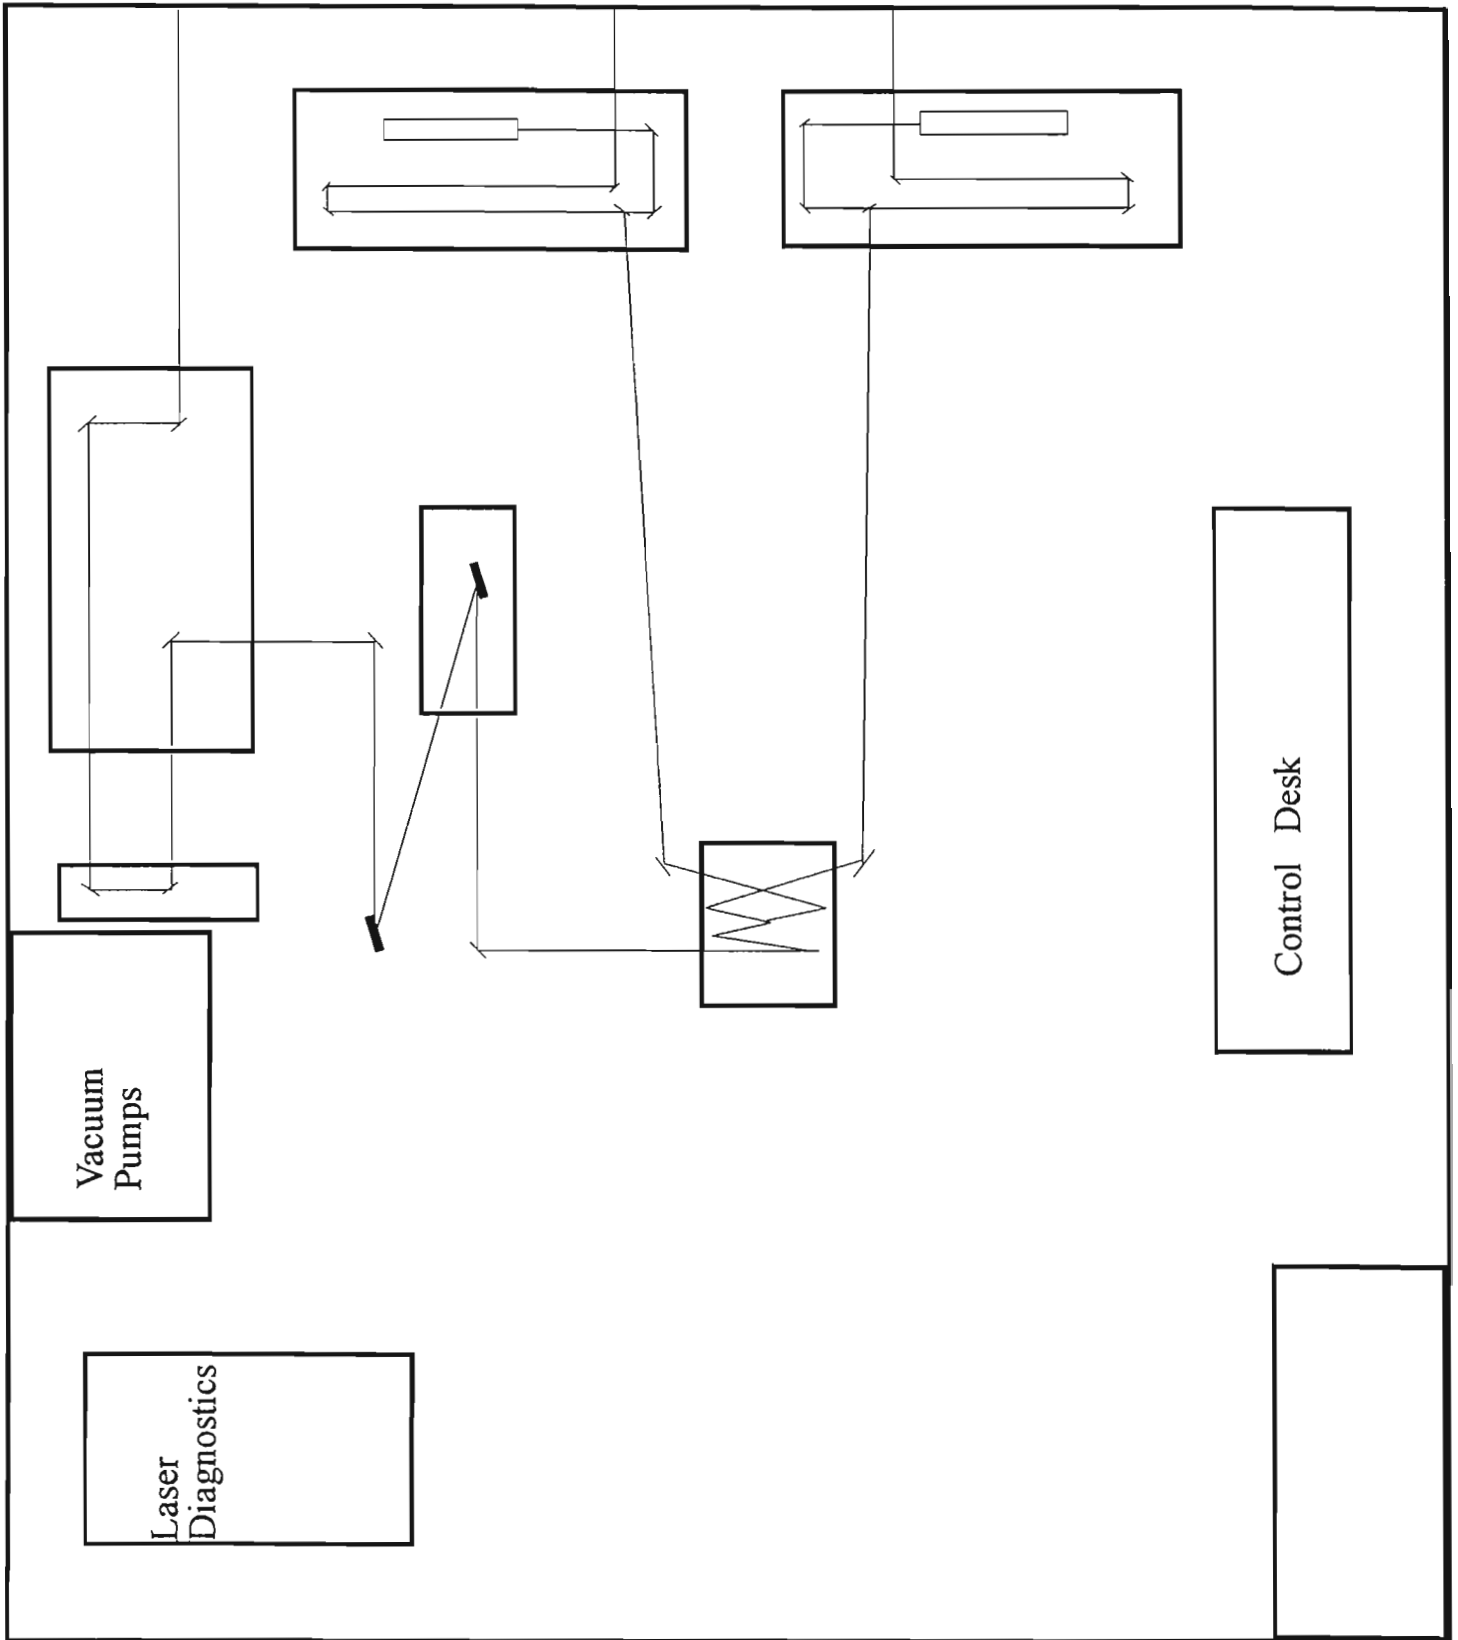 Vacuum
Pumps
Laser
Diagnostics
Control Desk